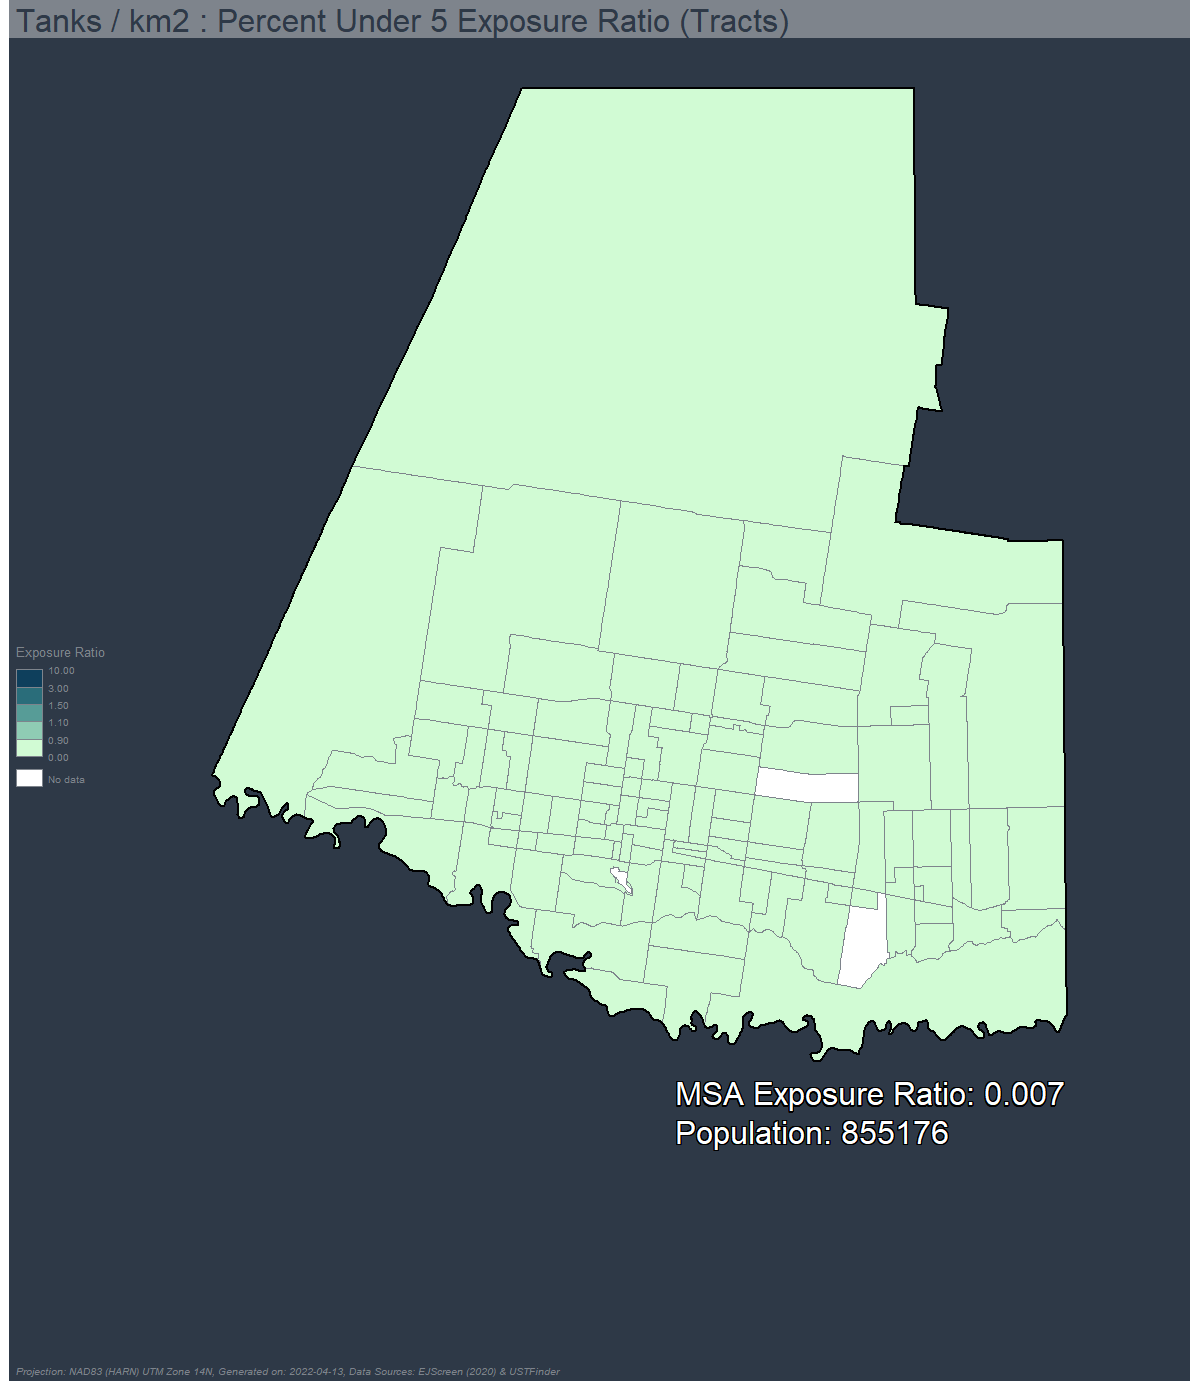 Tanks / km2 : Percent Under 5 Exposure Ratio (Tracts)
Exposure Ratio
10.00
3.00
1.50
1.10
0.90
0.00
No data
MSA Exposure Ratio: 0.007
Population: 855176
Projection: NAD83 (HARN) UTM Zone 14N, Generated on: 2022-04-13, Data Sources: EJScreen (2020) & USTFinder